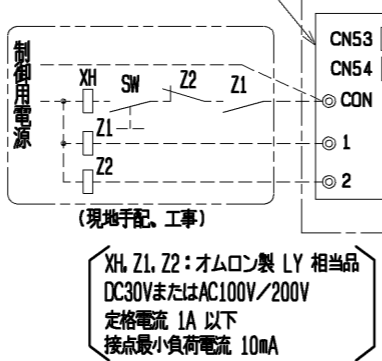 制御用電源
CN53
CN54
XH SW Z2 Z1
CON
Z1
1
Z2
2
(現地手配、工事)
XH, Z1, Z2:オムロン製 LY 相当品
DC30VまたはAC100V/200V
定格電流 1A 以下
接点最小負荷電流 10mA